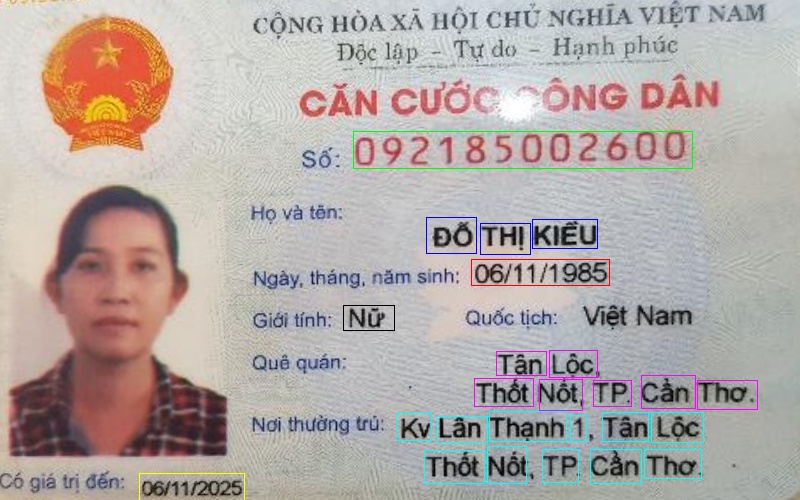 CỘNG HÒA XÃ HỘI CHỦ NGHĨA VIỆT NAM
Độc lập – Tự do – Hạnh phúc
CĂN CƯỚC CÔNG DÂN
Số: 092185002600
Họ và tên:
ĐỖ THỊ KIỀU
Ngày, tháng, năm sinh: 06/11/1985
Giới tính: Nữ Quốc tịch: Việt Nam
Quê quán: Tân Lộc,
Thốt Nốt, TP. Cần Thơ.
Nơi thường trú: Kv Lân Thạnh 1, Tân Lộc
Thốt Nốt, TP. Cần Thơ.
Có giá trị đến: 06/11/2025